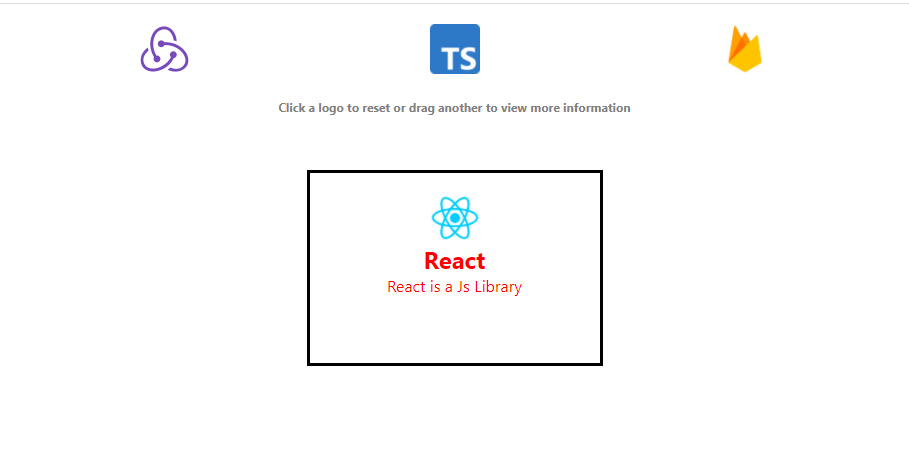 TS
Click a logo to reset or drag another to view more information
React
React is a Js Library